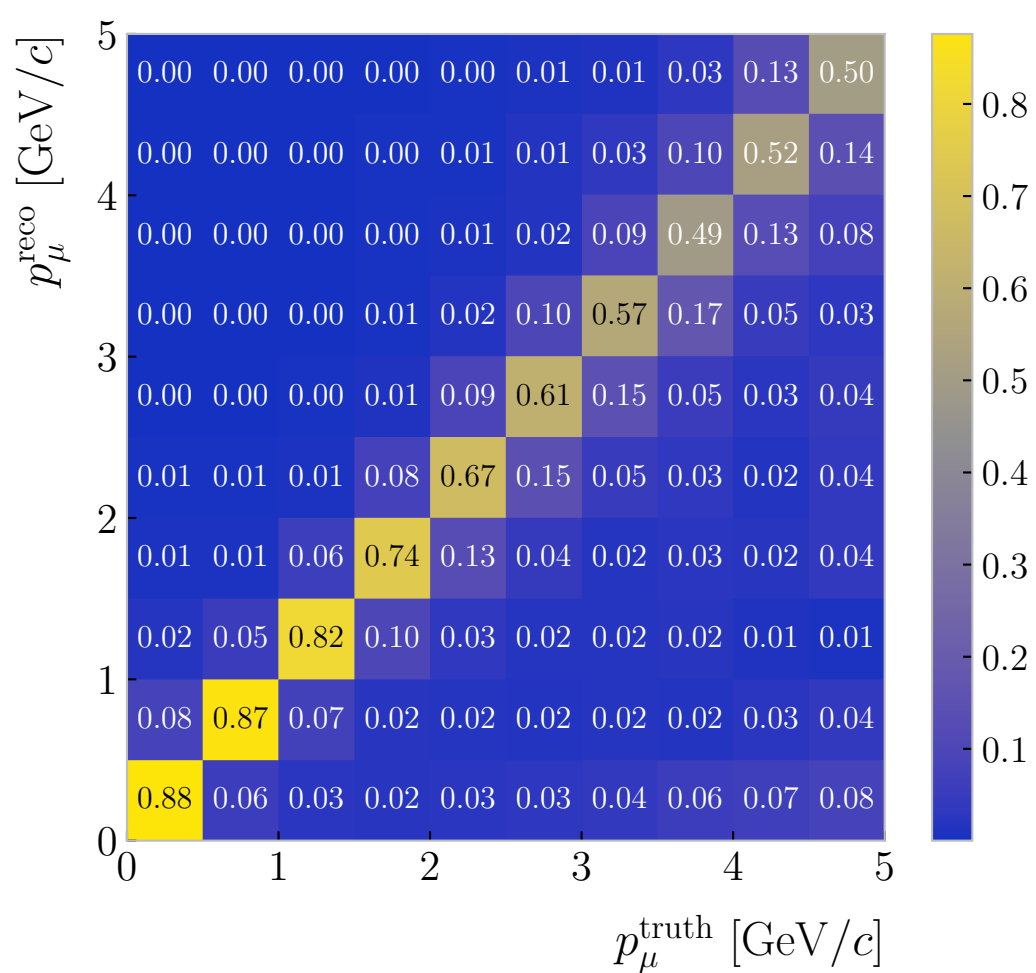 p_μ^reco [GeV/c]
5
0.00 0.00 0.00 0.00 0.00 0.01 0.01 0.03 0.13 0.50
0.8
0.00 0.00 0.00 0.00 0.01 0.01 0.03 0.10 0.52 0.14
4
0.7
0.00 0.00 0.00 0.00 0.01 0.02 0.09 0.49 0.13 0.08
0.6
0.00 0.00 0.00 0.01 0.02 0.10 0.57 0.17 0.05 0.03
3
0.5
0.00 0.00 0.00 0.01 0.09 0.61 0.15 0.05 0.03 0.04
0.4
0.01 0.01 0.01 0.08 0.67 0.15 0.05 0.03 0.02 0.04
2
0.3
0.01 0.01 0.06 0.74 0.13 0.04 0.02 0.03 0.02 0.04
0.2
0.02 0.05 0.82 0.10 0.03 0.02 0.02 0.02 0.01 0.01
1
0.1
0.08 0.87 0.07 0.02 0.02 0.02 0.02 0.02 0.03 0.04
0.88 0.06 0.03 0.02 0.03 0.03 0.04 0.06 0.07 0.08
0
0 1 2 3 4 5
p_μ^truth [GeV/c]